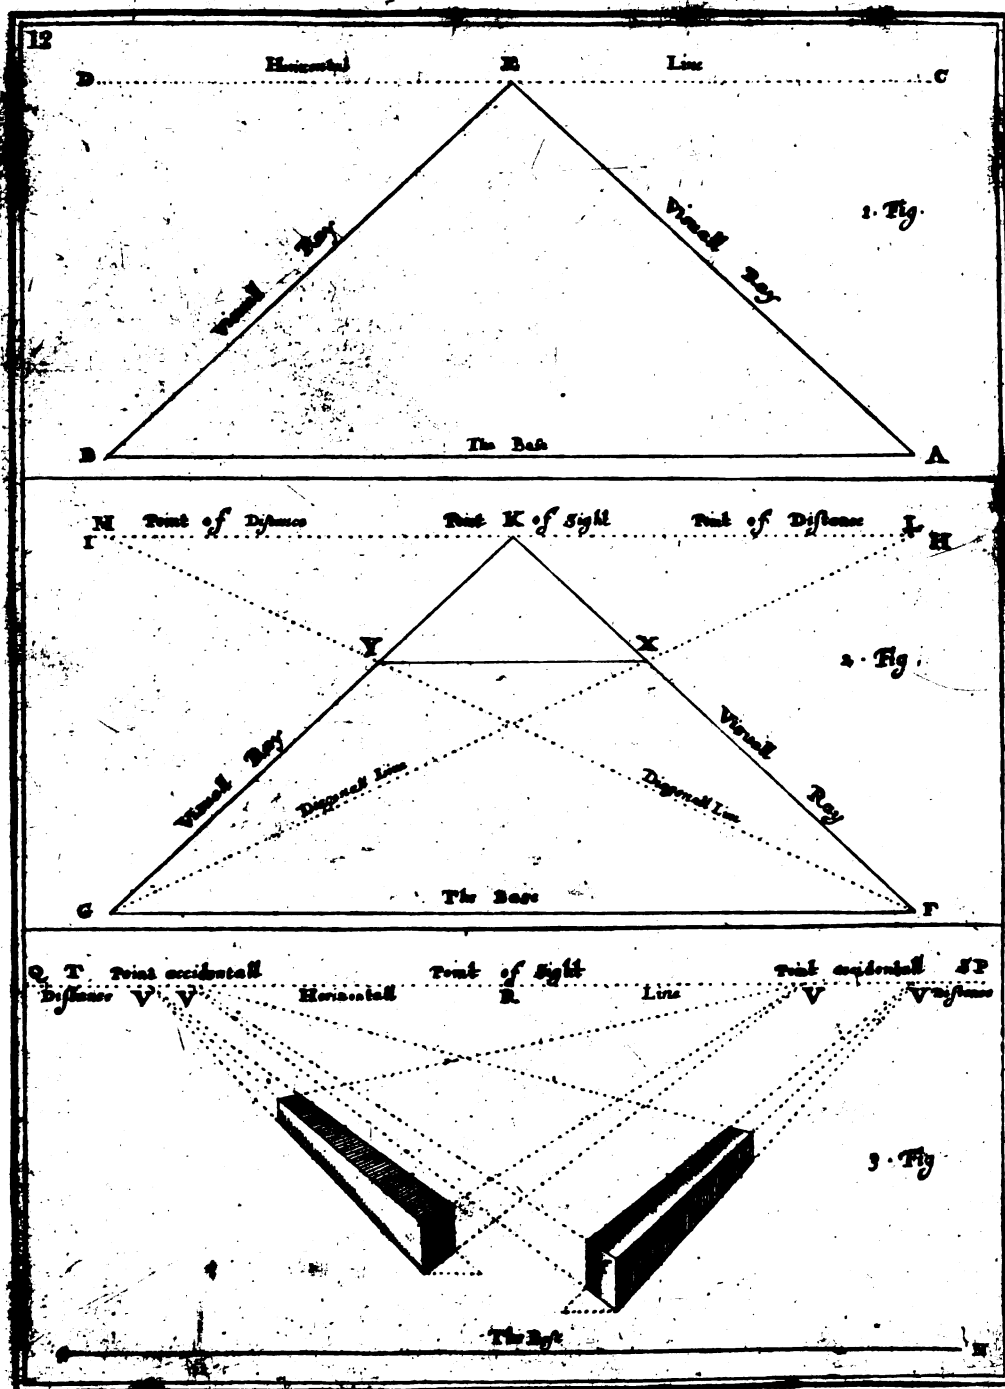 12
D Horizontal E Line C
1. Fig.
Visuall Ray
Visuall Ray
B The Base A
N Point of Distance Point K of Sight Point of Distance L
I H
Y X
2. Fig.
Visuall Ray
Visuall Ray
Diagonall Line
Diagonall Line
G The Base F
Q T Point accidentall Point of Sight Point accidentall S P
Distance V V Horizontall R Line V V Distance
3. Fig
The Base